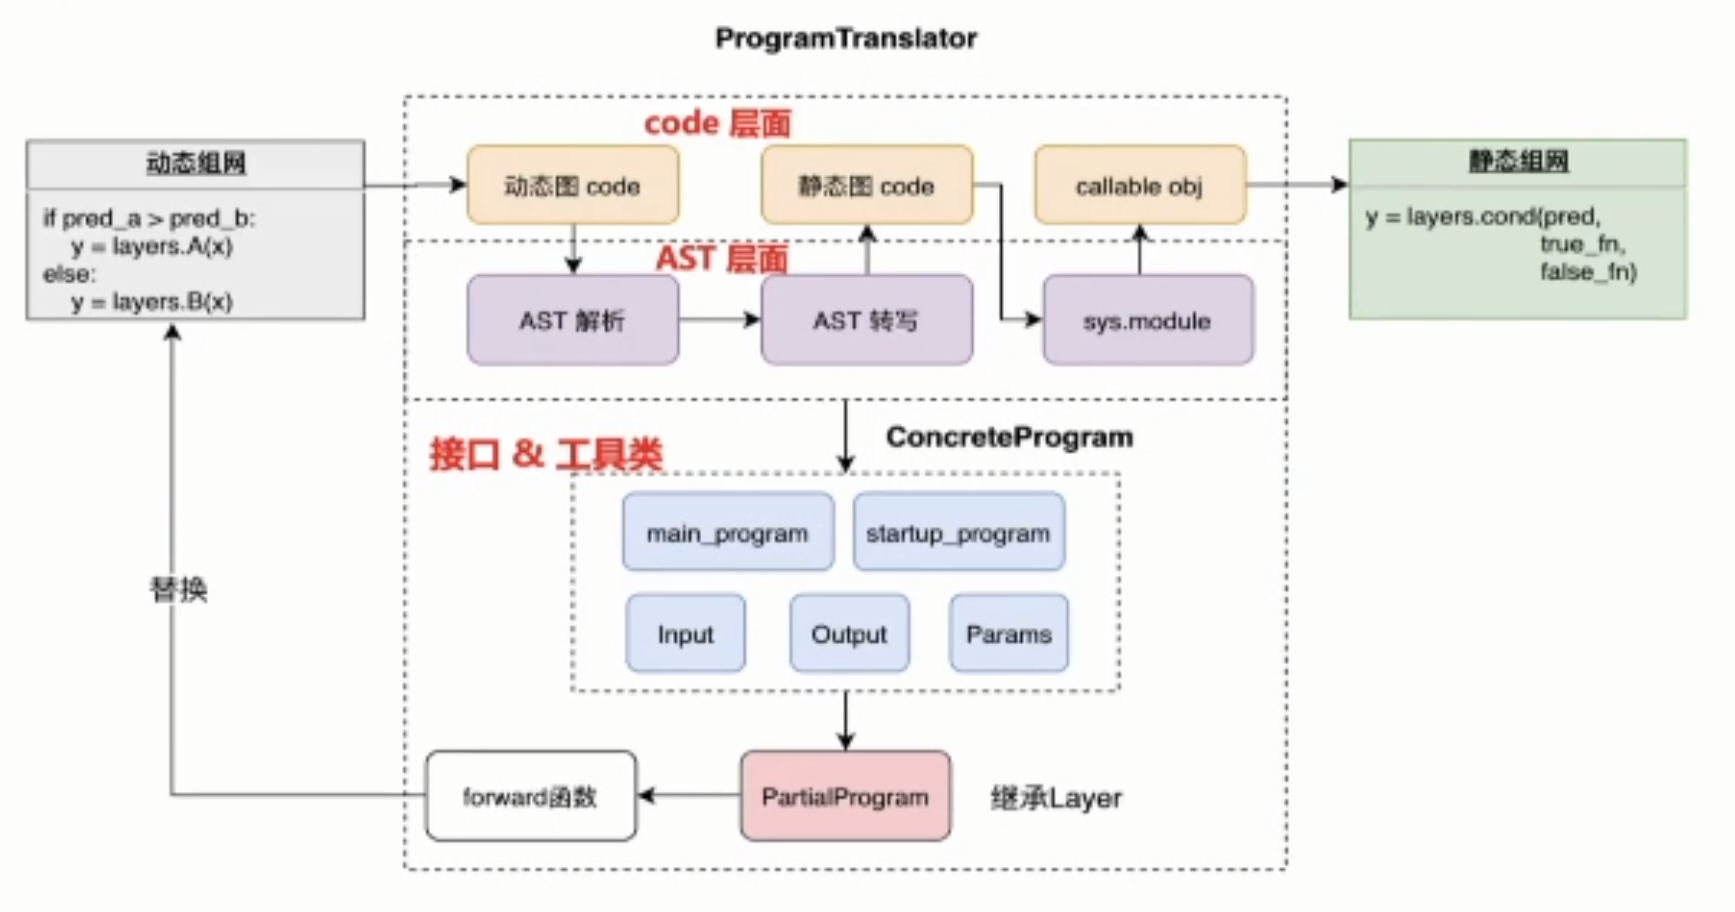 ProgramTranslator
code 层面
动态组网
if pred_a > pred_b:
y = layers.A(x)
else:
y = layers.B(x)
动态图 code
静态图 code
callable obj
静态组网
y = layers.cond(pred,
true_fn,
false_fn)
AST 层面
AST 解析
AST 转写
sys.module
接口 & 工具类
ConcreteProgram
main_program
startup_program
Input
Output
Params
替换
forward函数
PartialProgram
继承Layer